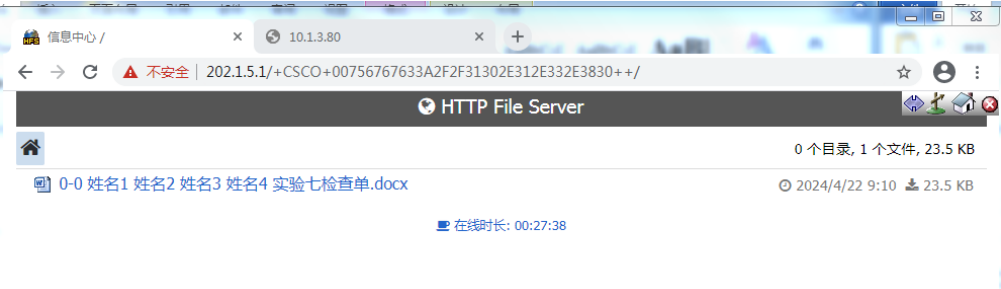 信息中心 /
10.1.3.80
不安全 | 202.1.5.1/+CSCO+00756767633A2F2F31302E312E332E3830++/
HTTP File Server
0 个目录, 1 个文件, 23.5 KB
0-0 姓名1 姓名2 姓名3 姓名4 实验七检查单.docx
2024/4/22 9:10 23.5 KB
在线时长: 00:27:38